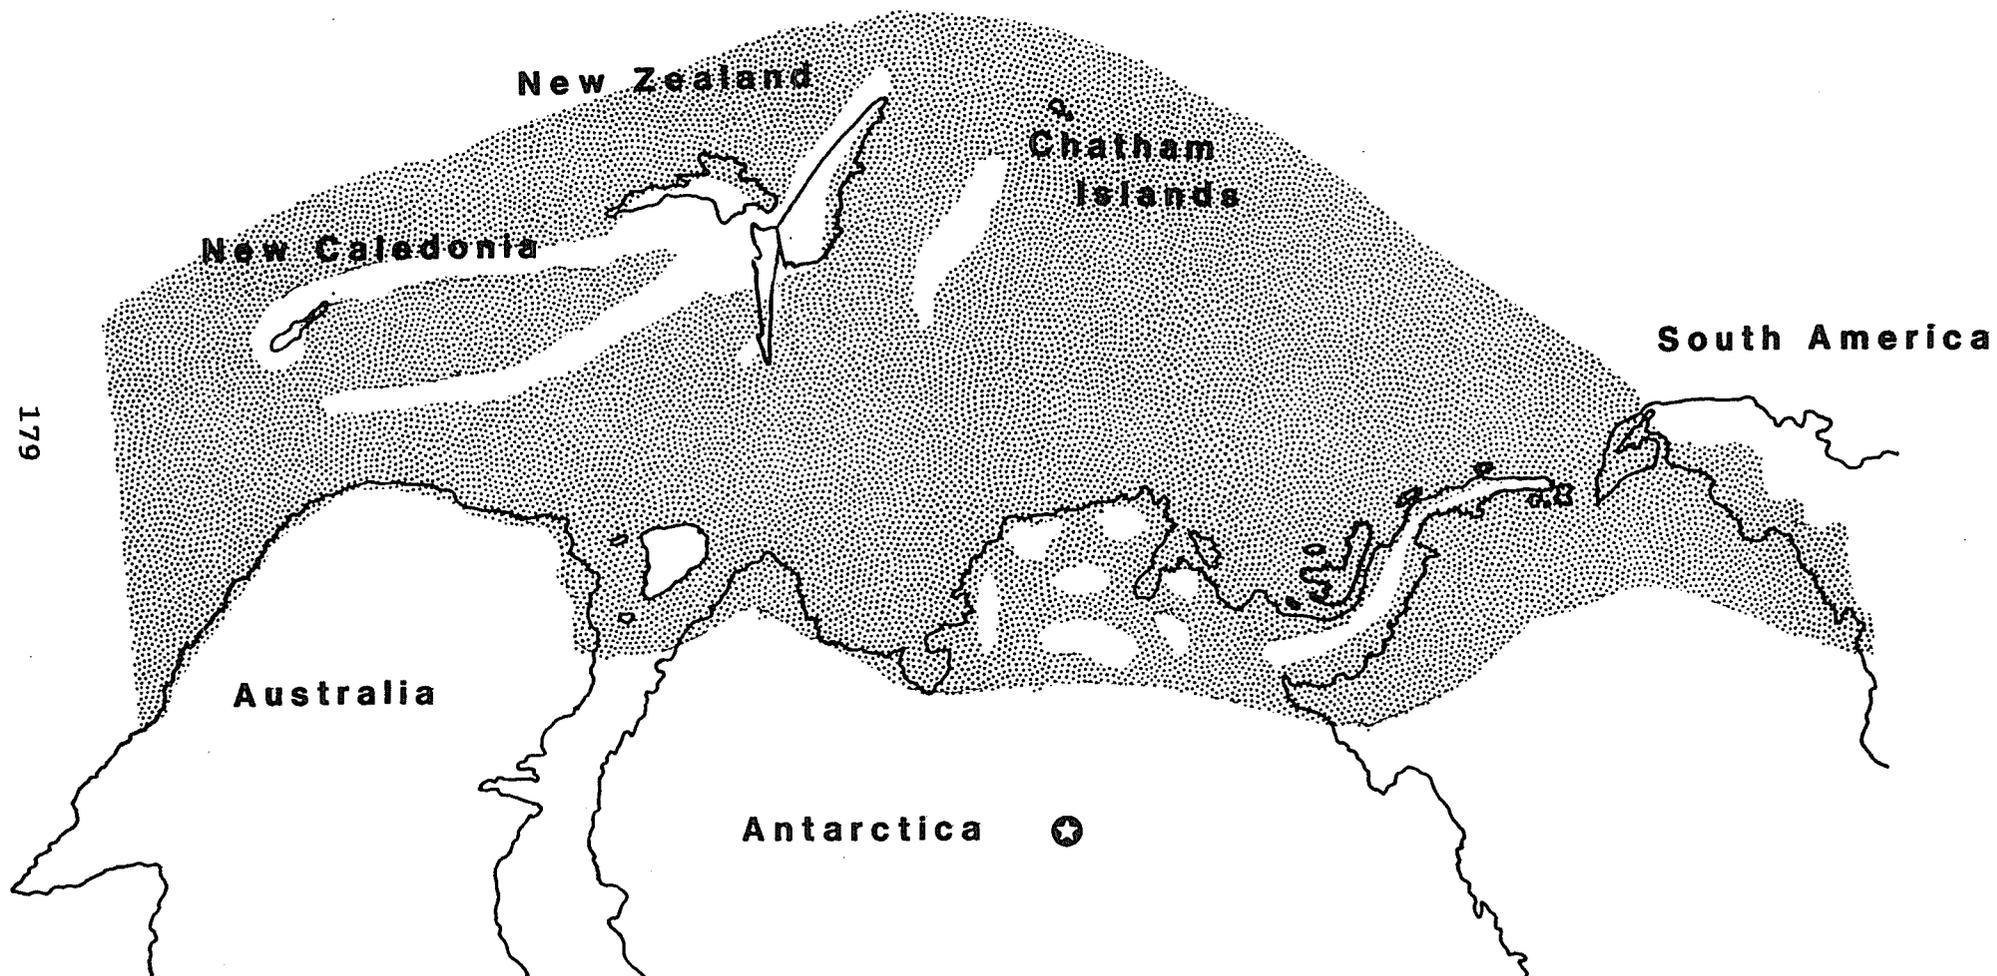 New Zealand
Chatham
Islands
New Caledonia
South America
179
Australia
Antarctica